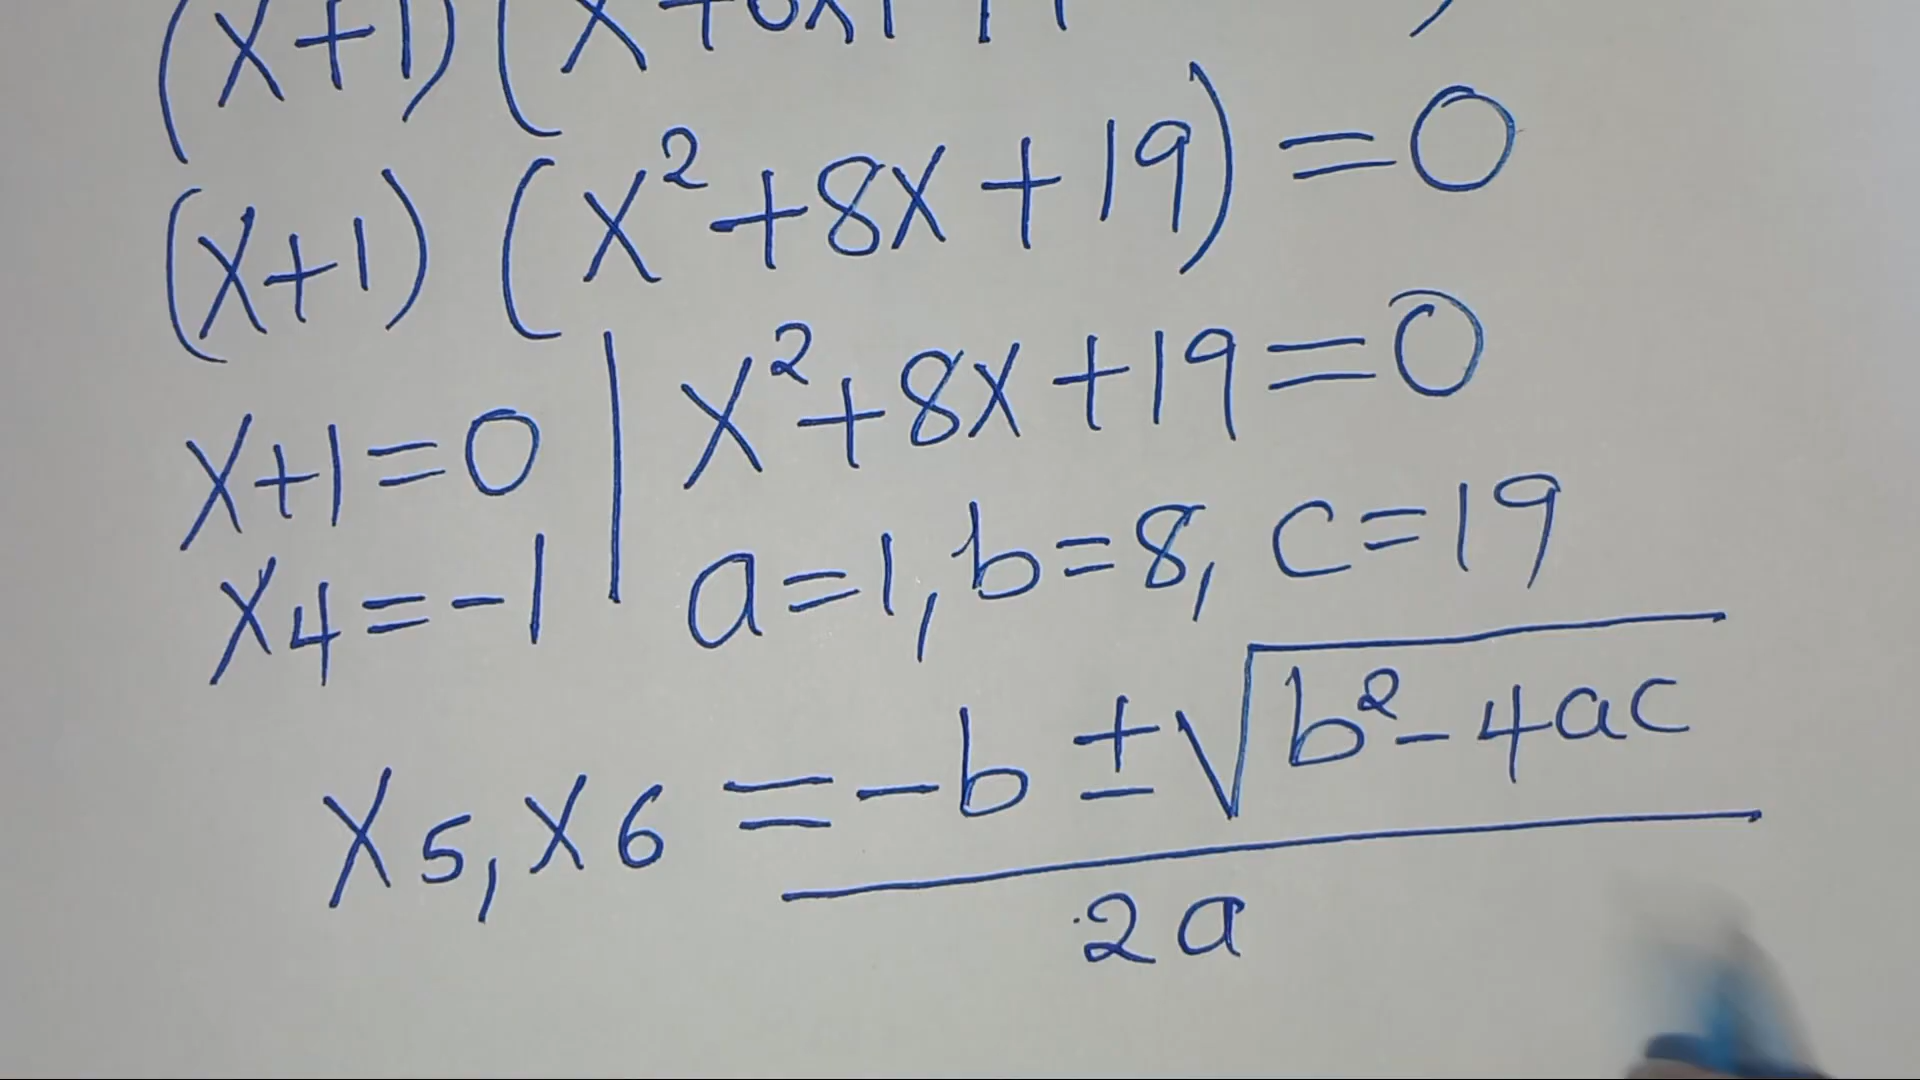 (x+1)(x
(x+1) (x²+8x+19)=0
x+1=0 | x²+8x+19=0
x4=-1 a=1, b=8, c=19
x5, x6 = -b ± √b²-4ac
2a